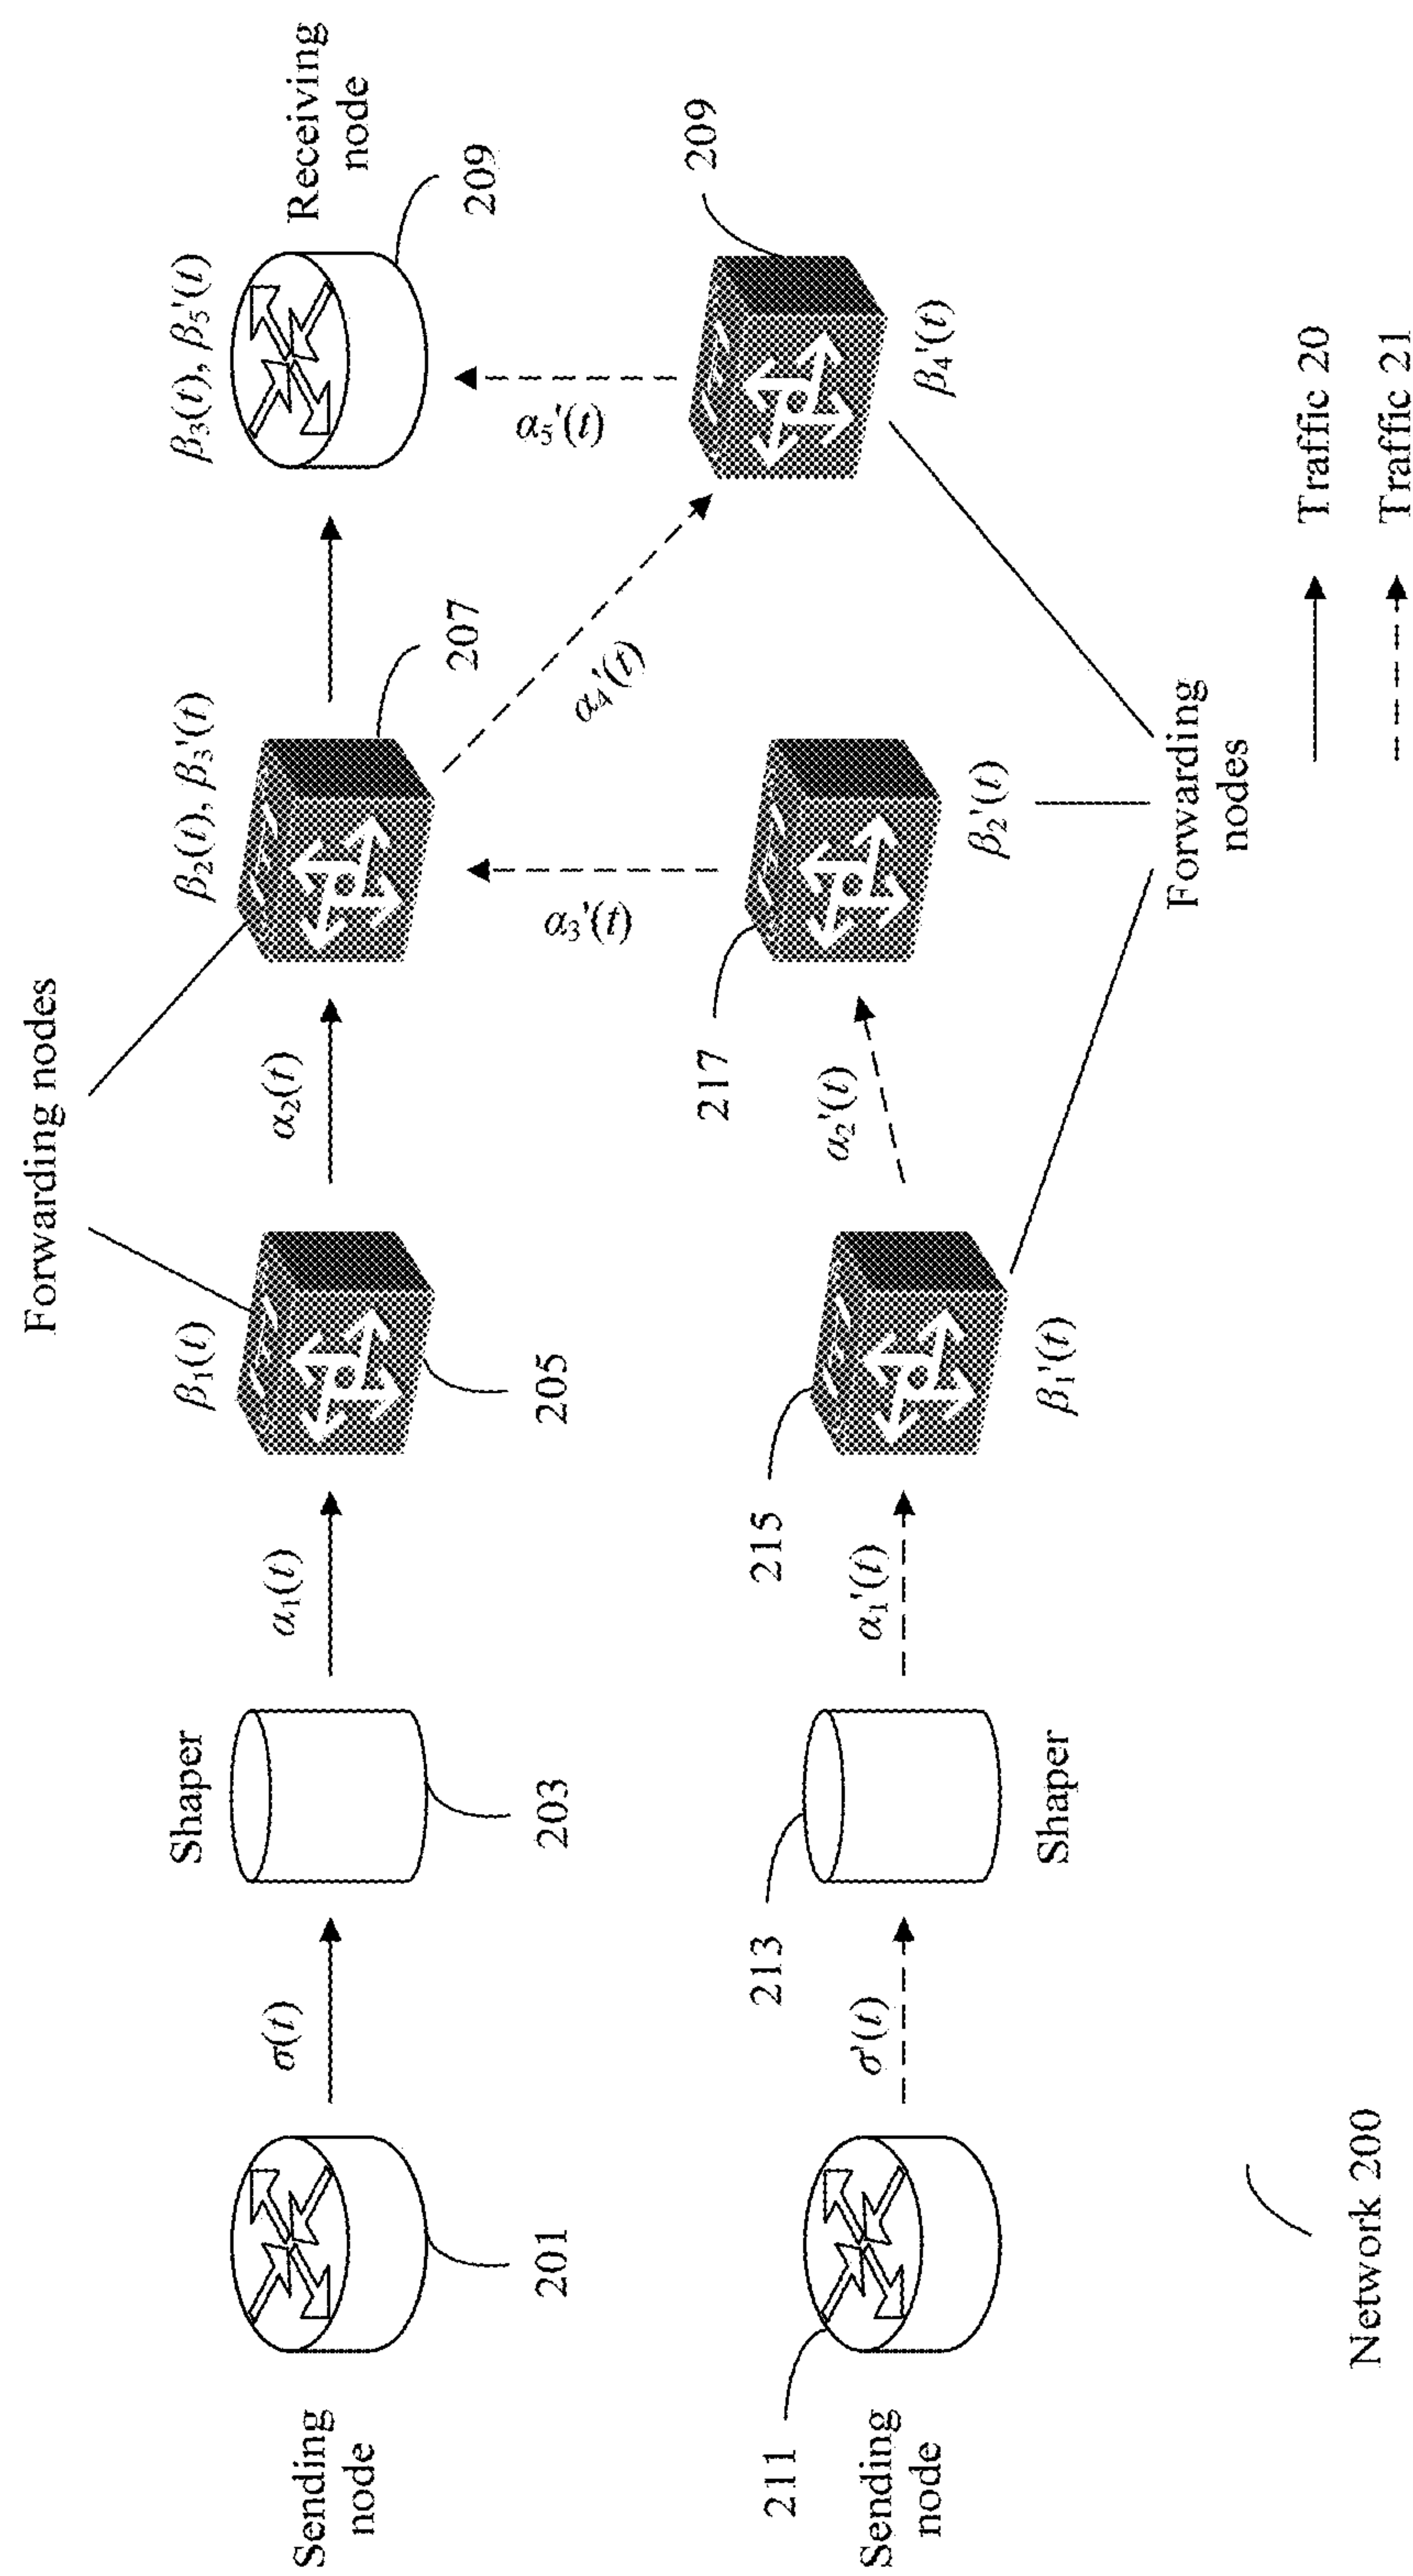 Forwarding nodes
β₁(t)
β₂(t), β₃'(t)
β₃(t), β₅'(t)
Receiving
node
Shaper
Sending
node
σ(t)
α₁(t)
α₂(t)
201
203
205
207
209
α₃'(t)
α₄'(t)
α₅'(t)
211
213
215
217
209
Sending
node
σ'(t)
α₁'(t)
α₂'(t)
Shaper
β₁'(t)
β₂'(t)
β₄'(t)
Forwarding
nodes
Network 200
Traffic 20
Traffic 21